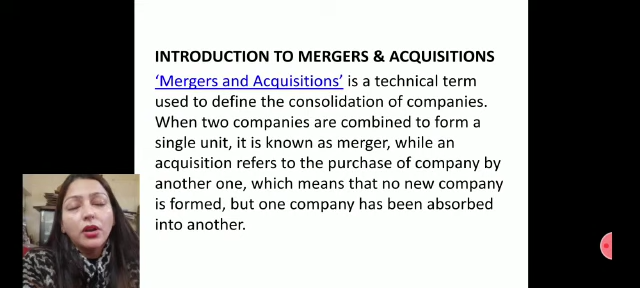 INTRODUCTION TO MERGERS & ACQUISITIONS
‘Mergers and Acquisitions’ is a technical term
used to define the consolidation of companies.
When two companies are combined to form a
single unit, it is known as merger, while an
acquisition refers to the purchase of company by
another one, which means that no new company
is formed, but one company has been absorbed
into another.